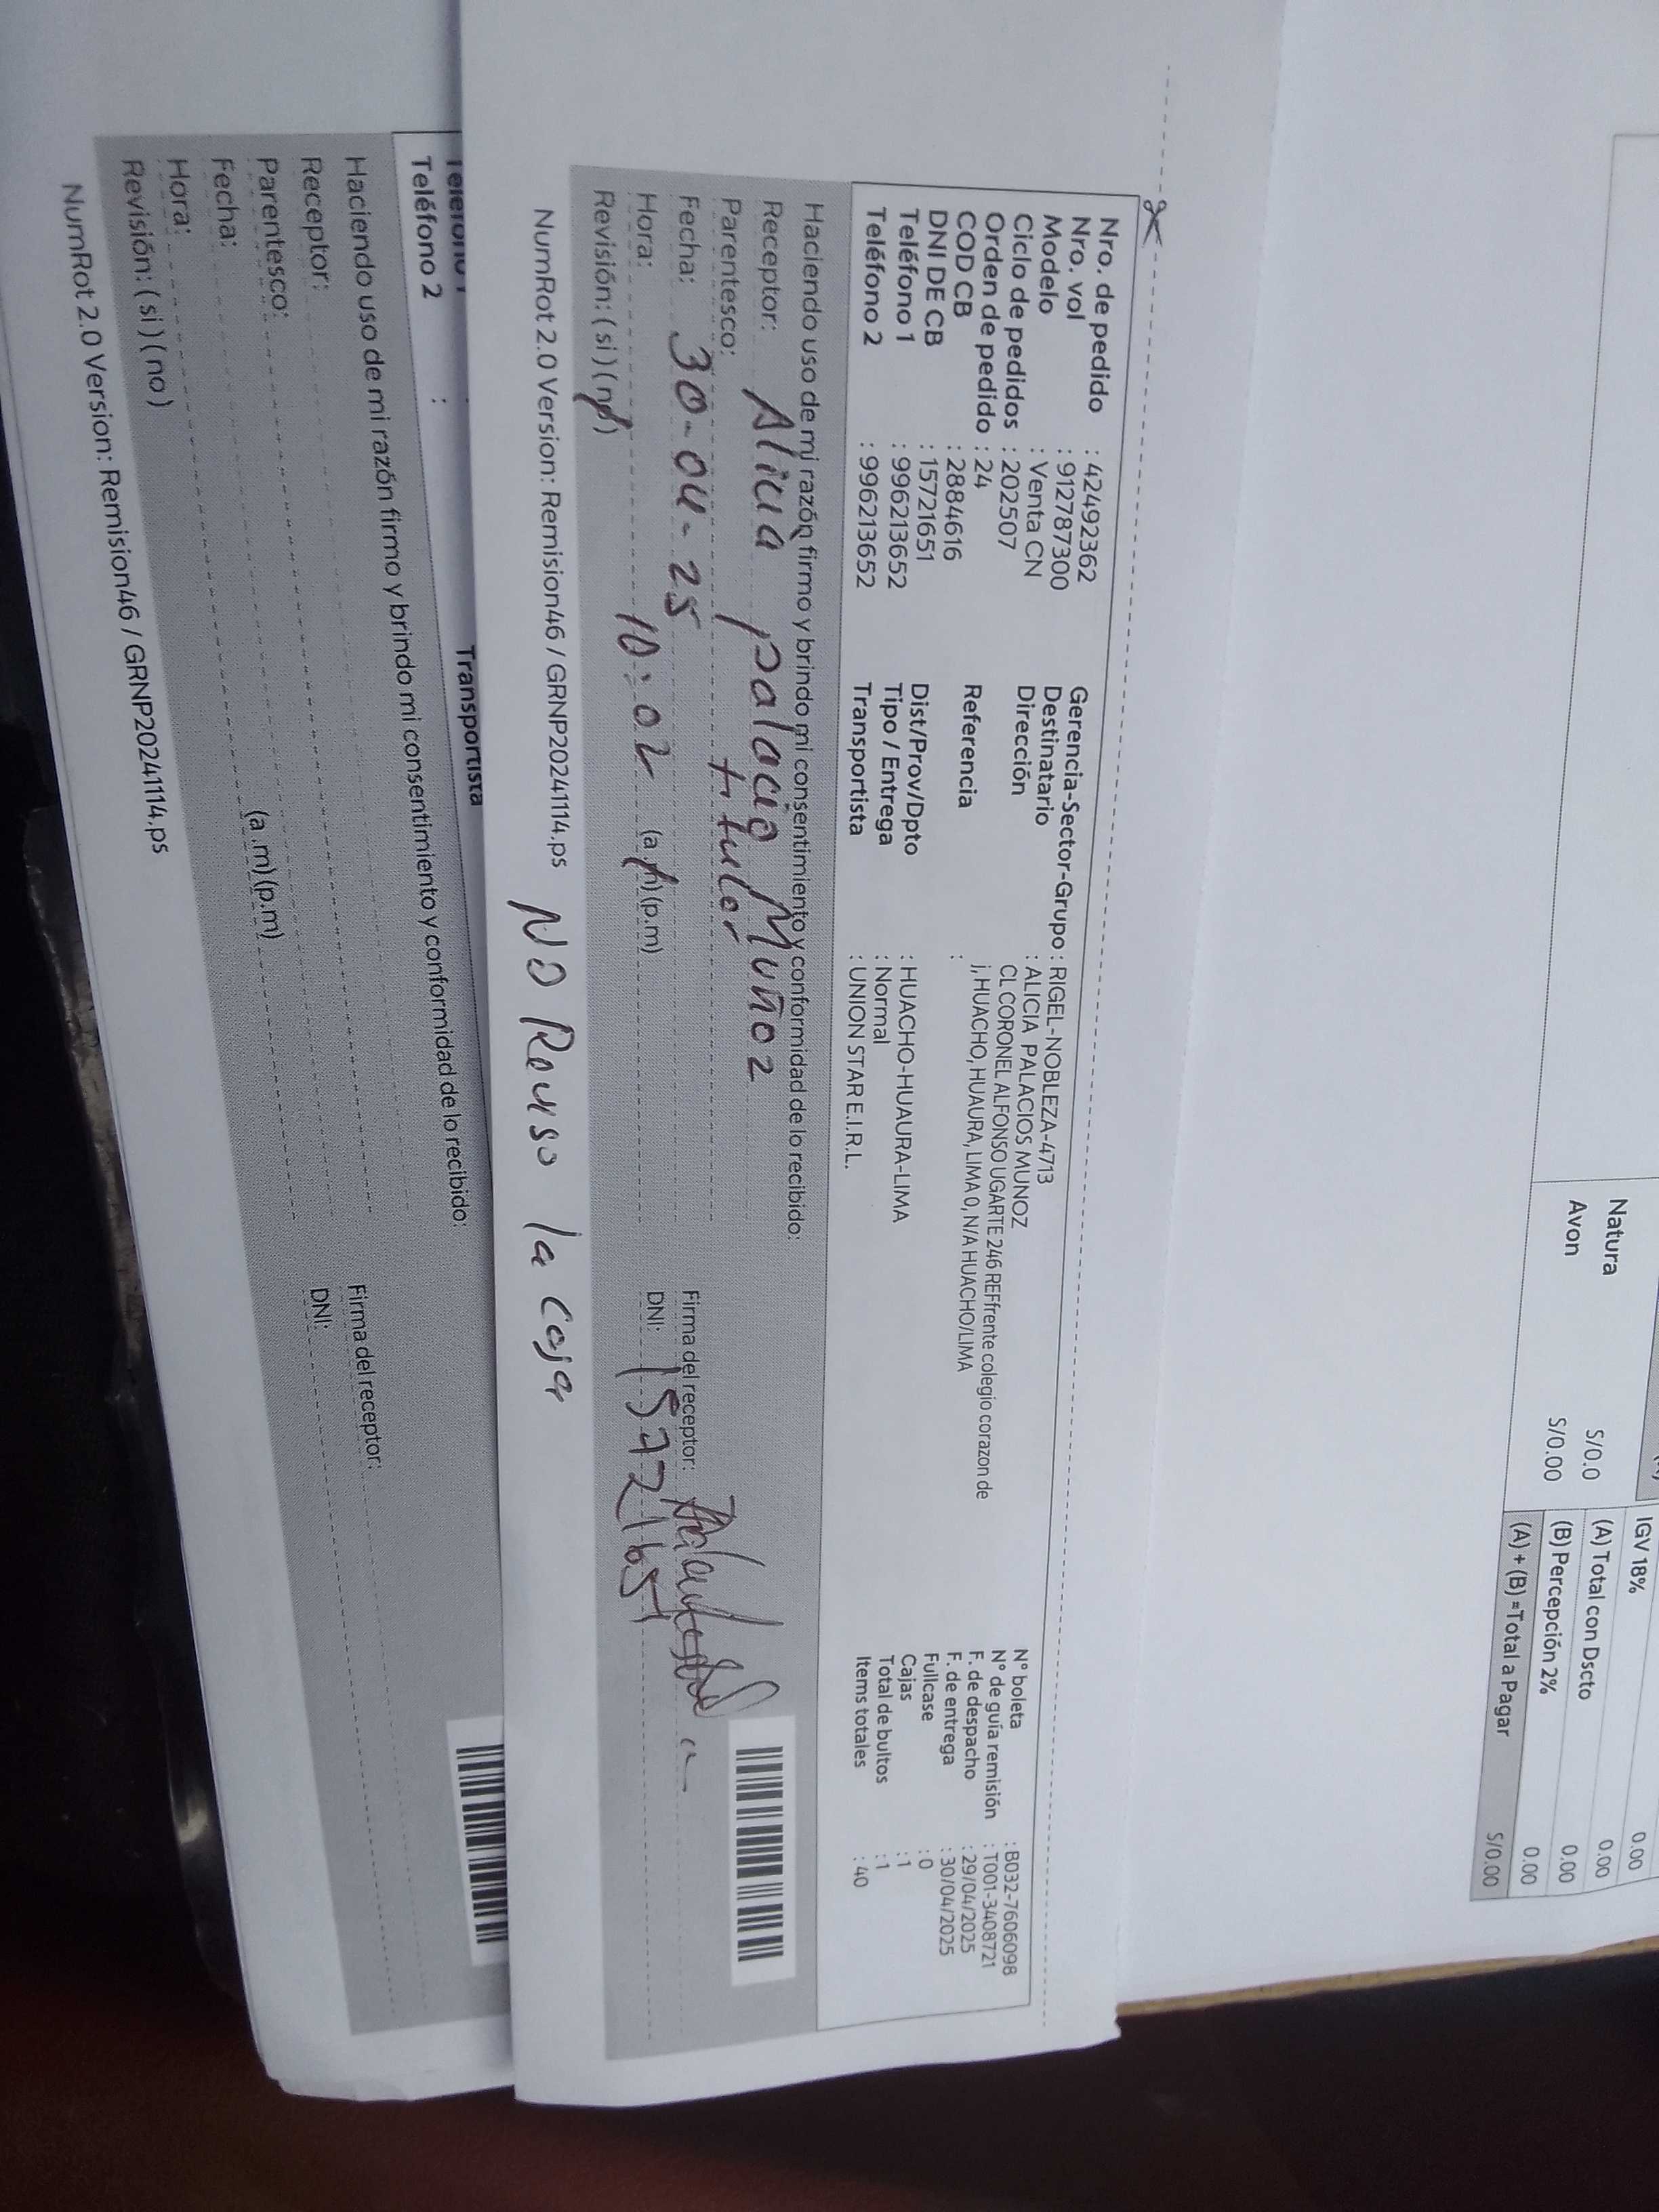 IGV 18% 0.00
Natura S/0.0 (A) Total con Dscto 0.00
Avon S/0.00 (B) Percepción 2% 0.00
(A) + (B) = Total a Pagar 0.00
S/0.00
Nro. de pedido : 42492362
Nro. vol : 912787300
Modelo : Venta CN
Ciclo de pedidos : 202507
Orden de pedido : 24
COD CB : 2884616
DNI DE CB : 15721651
Teléfono 1 : 996213652
Teléfono 2 : 996213652
Gerencia-Sector-Grupo : RIGEL-NOBLEZA-4713
Destinatario : ALICIA PALACIOS MUNOZ
Dirección CL CORONEL ALFONSO UGARTE 246 REFfrente colegio corazon de
j, HUACHO, HUAURA, LIMA 0, N/A HUACHO/LIMA
Referencia :
Dist/Prov/Dpto : HUACHO-HUAURA-LIMA
Tipo / Entrega : Normal
Transportista : UNION STAR E.I.R.L.
N° boleta : B032-7606098
N° de guía remisión : T001-3408721
F. de despacho : 29/04/2025
F. de entrega : 30/04/2025
Fullcase : 0
Cajas : 1
Total de bultos : 1
Items totales : 40
Haciendo uso de mi razón firmo y brindo mi consentimiento y conformidad de lo recibido:
Receptor: Alicia palacio Muñoz
Parentesco: titular
Fecha: 30-04-25
Hora: 10:02 (a.m) (p.m)
Revisión: (si) (no)
Firma del receptor:
DNI: 15721651
NumRot 2.0 Version: Remision46 / GRNP20241114.ps
NO Reuso la Caja
Teléfono 1
Teléfono 2 :
Transportista
Haciendo uso de mi razón firmo y brindo mi consentimiento y conformidad de lo recibido:
Receptor:
Parentesco:
Fecha:
Hora: (a.m) (p.m)
Revisión: (si) (no)
Firma del receptor:
DNI:
NumRot 2.0 Version: Remision46 / GRNP20241114.ps